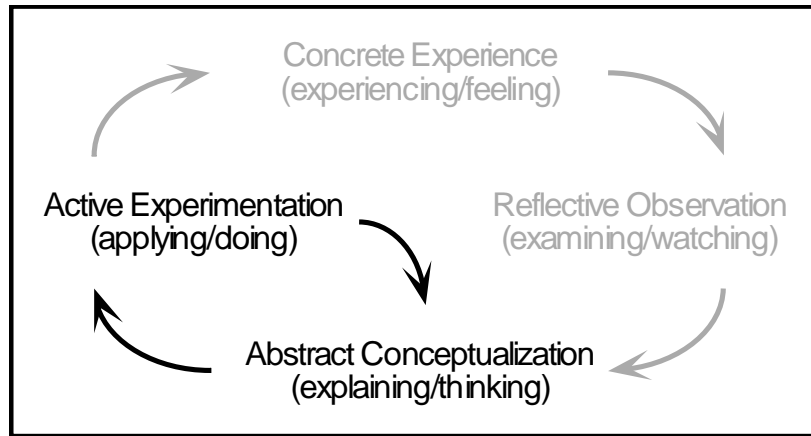 Concrete Experience
(experiencing/feeling)
Active Experimentation
(applying/doing)
Reflective Observation
(examining/watching)
Abstract Conceptualization
(explaining/thinking)